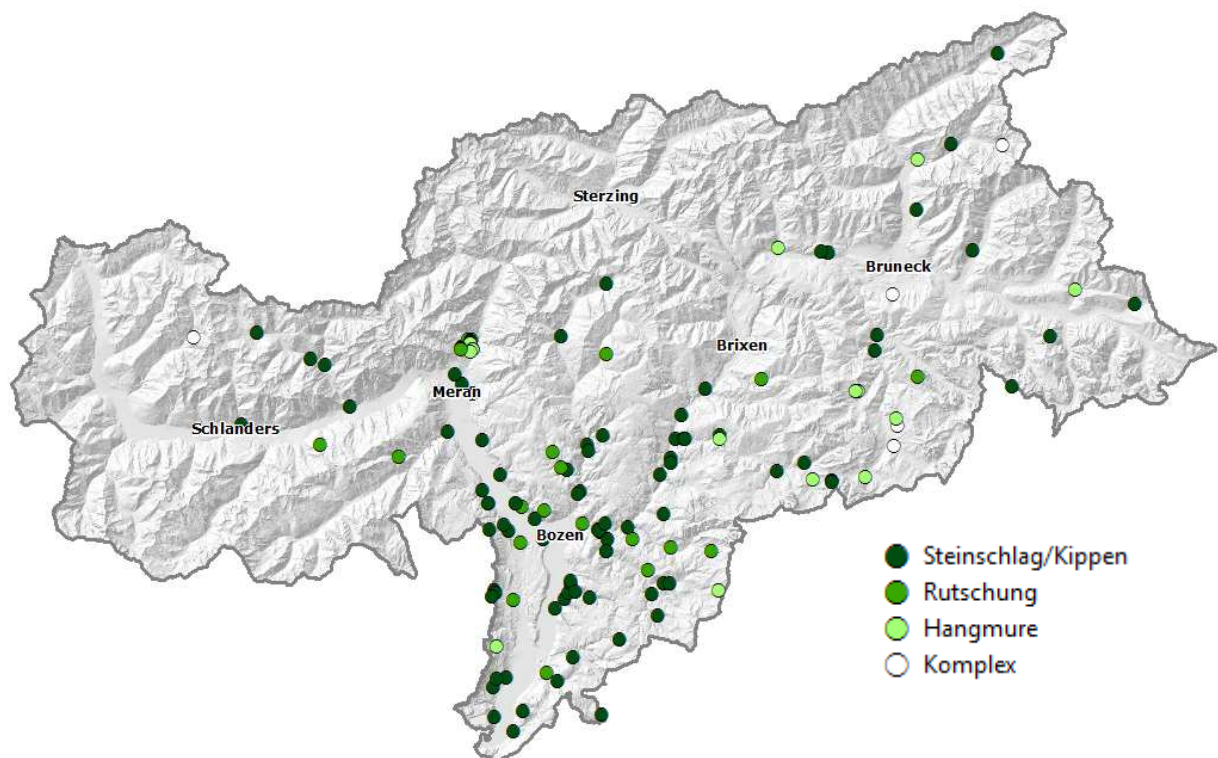 Sterzing
Bruneck
Brixen
Meran
Schlanders
Bozen
Steinschlag/Kippen
Rutschung
Hangmure
Komplex